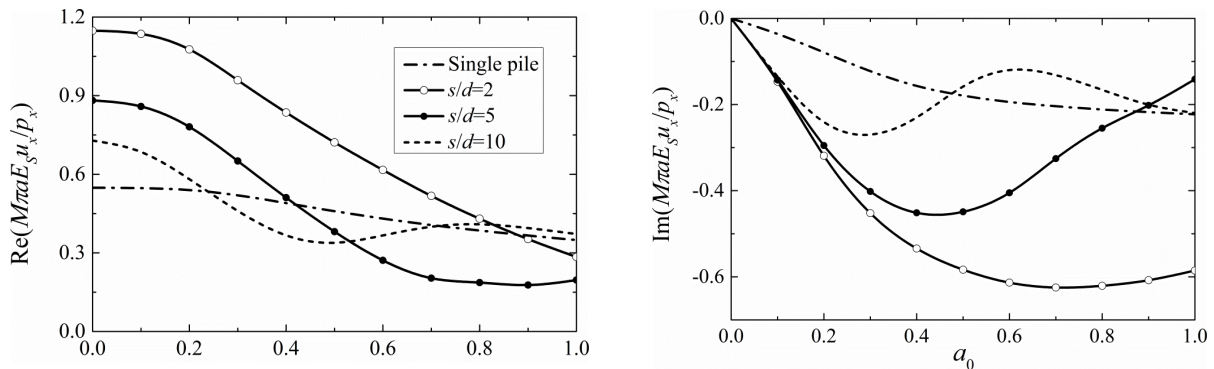 Re(MπaE_S u_x/p_x)
1.2
0.9
0.6
0.3
0.0
Single pile
s/d=2
s/d=5
s/d=10
0.0 0.2 0.4 0.6 0.8 1.0
Im(MπaE_S u_x/p_x)
0.0
-0.2
-0.4
-0.6
0.0 0.2 0.4 0.6 0.8 1.0
a_0